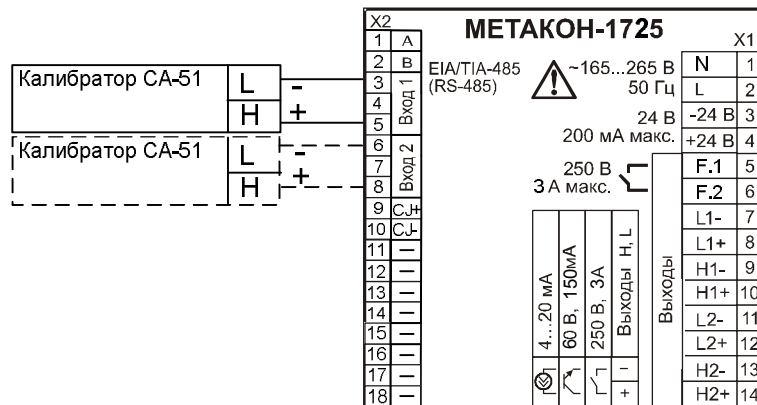 X2
МЕТАКОН-1725
X1
1 A
2 B
3
4
5
Вход 1
6
7
8
Вход 2
9 CJ+
10 CJ-
11 –
12 –
13 –
14 –
15 –
16 –
17 –
18 –
Калибратор СА-51 L -
H +
Калибратор СА-51 L -
H +
EIA/TIA-485
(RS-485)
~165...265 В
50 Гц
24 В
200 мА макс.
250 В
3 А макс.
N 1
L 2
-24 В 3
+24 В 4
F.1 5
F.2 6
L1- 7
L1+ 8
H1- 9
H1+ 10
L2- 11
L2+ 12
H2- 13
H2+ 14
Выходы
4...20 мА
60 В, 150мА
250 В, 3А
Выходы H, L
–
+